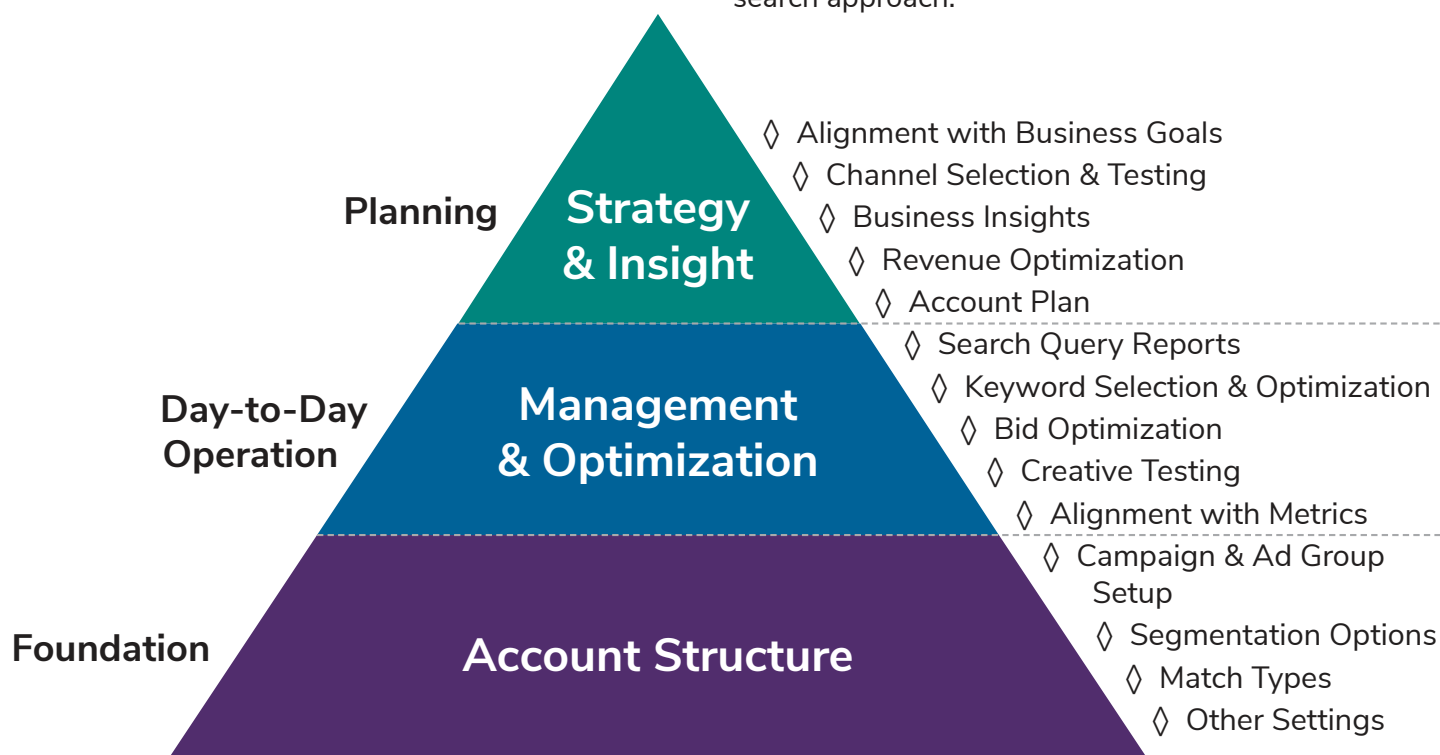 search approach.
◊ Alignment with Business Goals
◊ Channel Selection & Testing
Planning
Strategy
& Insight
◊ Business Insights
◊ Revenue Optimization
◊ Account Plan
◊ Search Query Reports
◊ Keyword Selection & Optimization
Day-to-Day
Operation
Management
& Optimization
◊ Bid Optimization
◊ Creative Testing
◊ Alignment with Metrics
◊ Campaign & Ad Group
Setup
Foundation
Account Structure
◊ Segmentation Options
◊ Match Types
◊ Other Settings